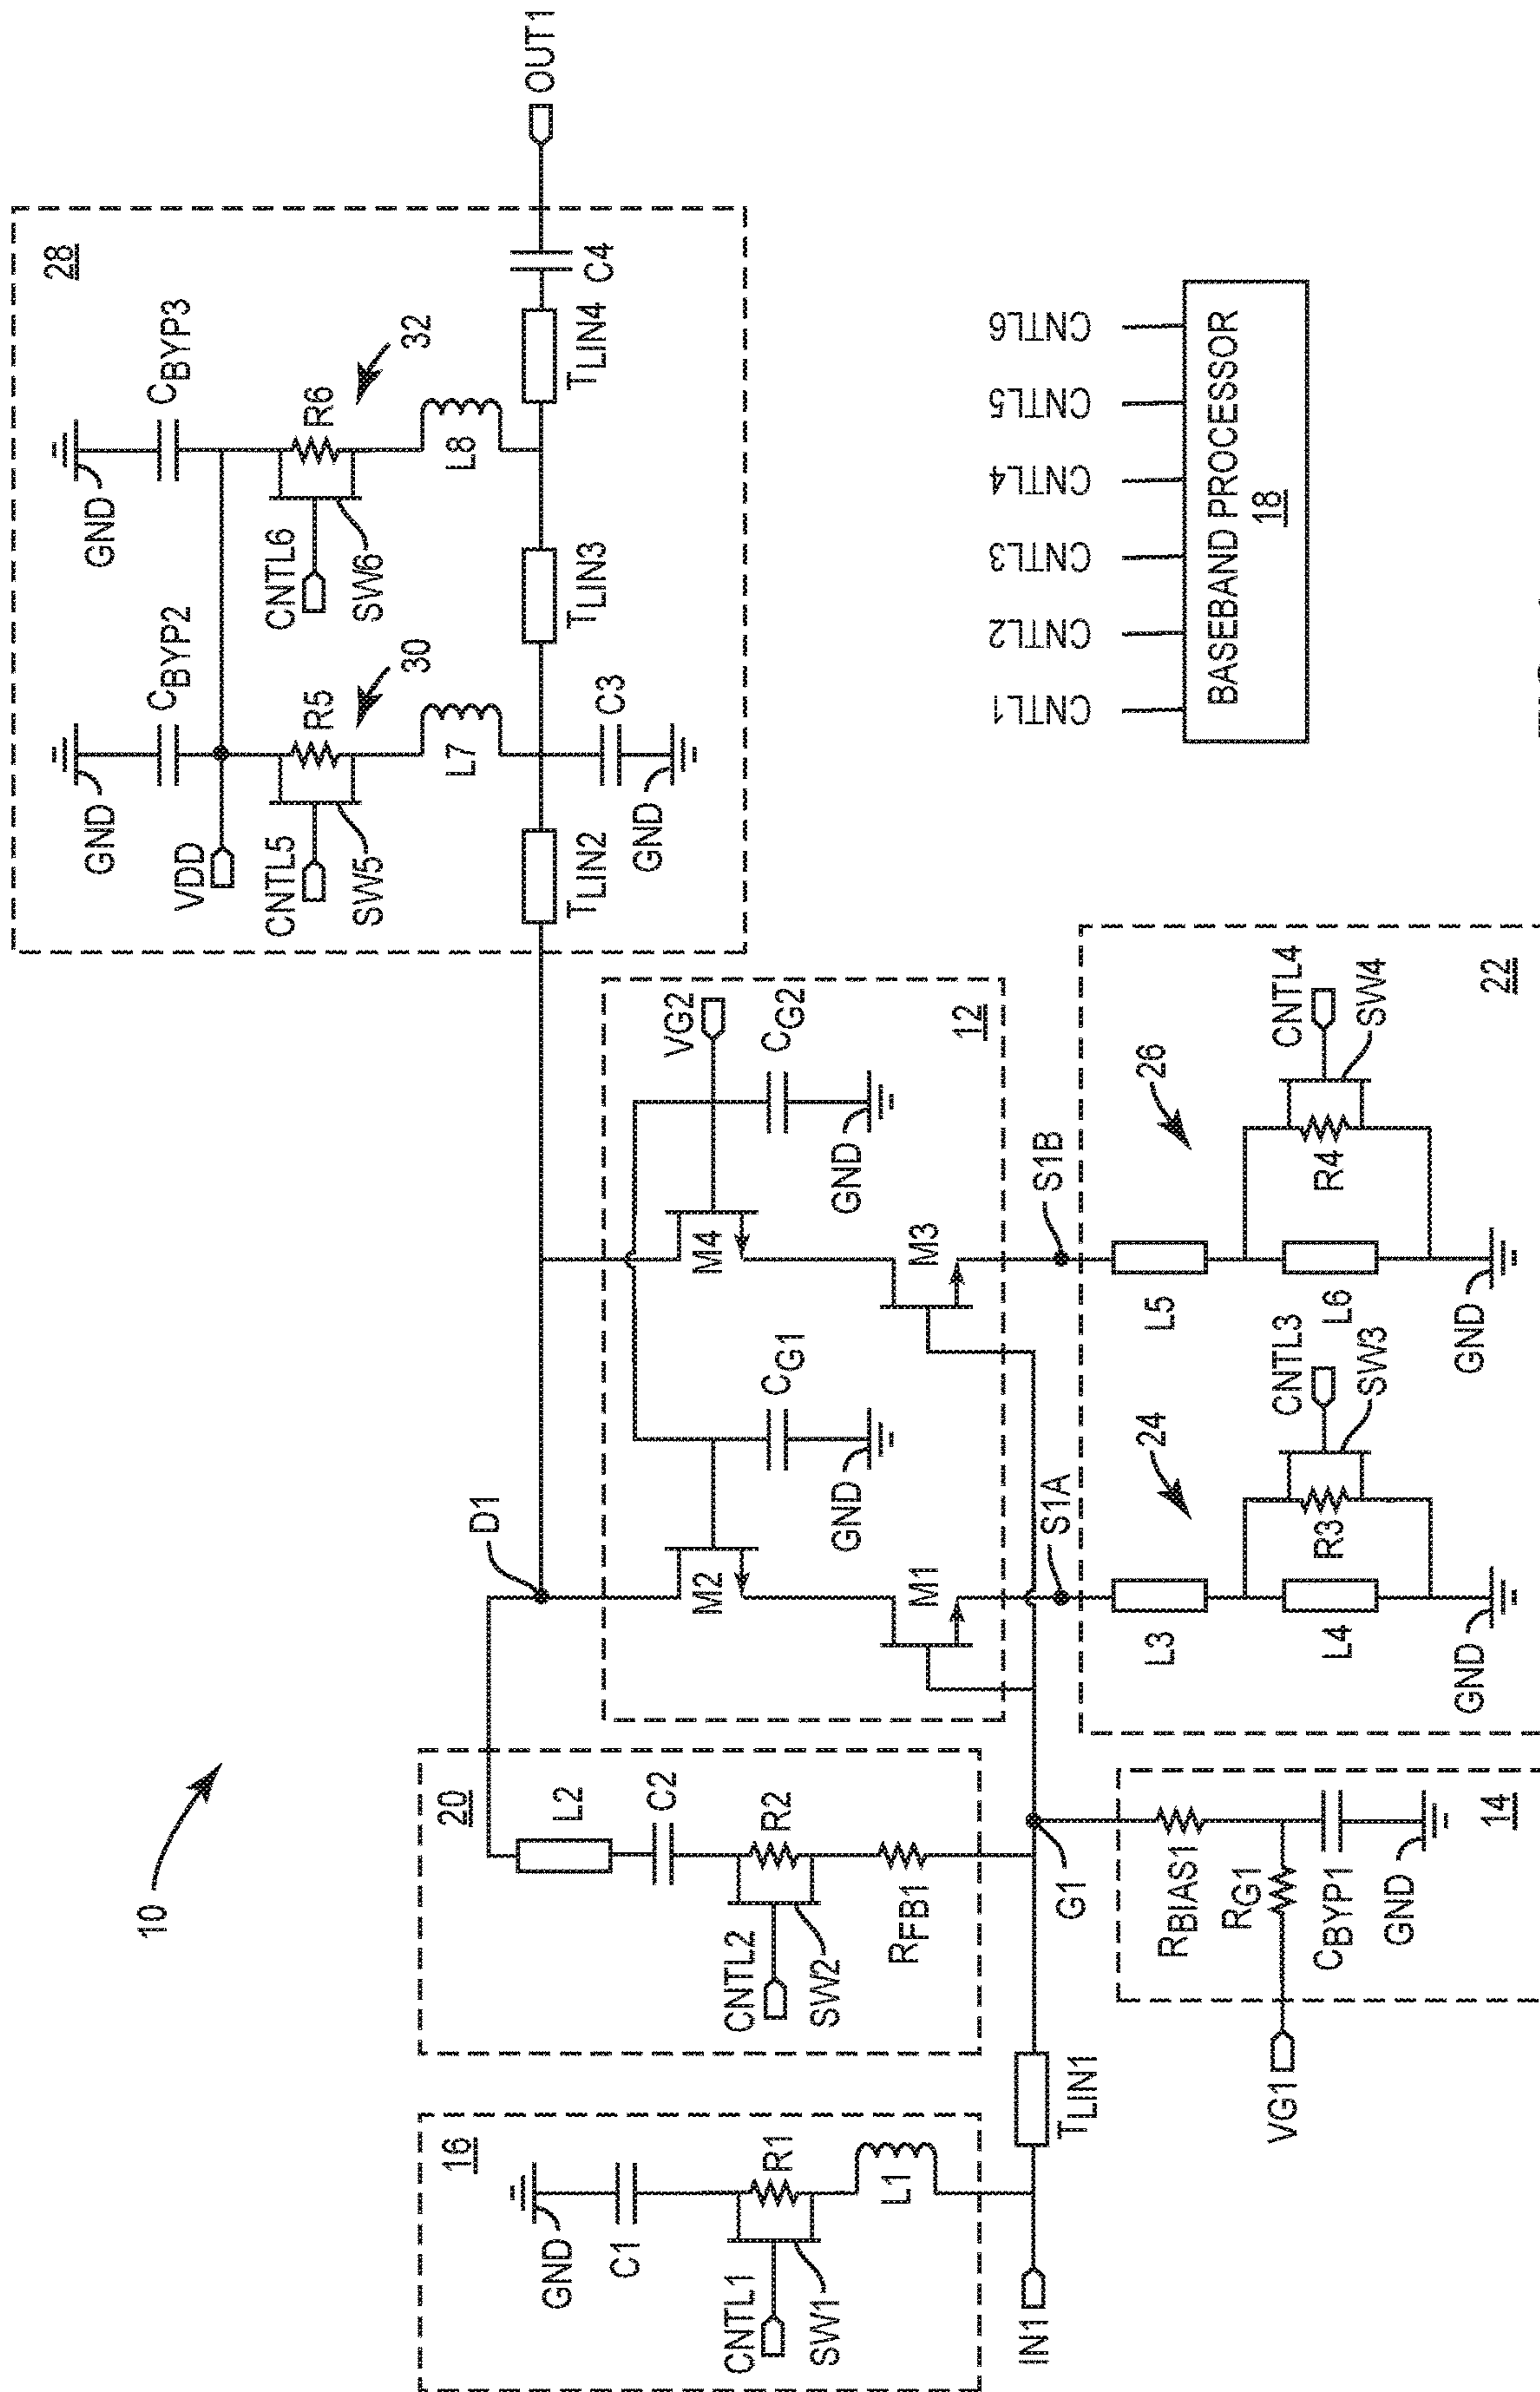 10
16
GND
C1
CNTL1
R1
SW1
L1
IN1
TLIN1
20
L2
C2
CNTL2
R2
SW2
RFB1
G1
14
RBIAS1
RG1
CBYP1
GND
VG1
D1
12
M2
M1
CG1
GND
M4
M3
VG2
CG2
GND
S1A
S1B
22
24
L3
L4
R3
CNTL3
SW3
GND
26
L5
L6
R4
CNTL4
SW4
GND
28
GND
CBYP2
VDD
CNTL5
R5
SW5
30
L7
TLIN2
C3
GND
GND
CBYP3
CNTL6
R6
SW6
32
L8
TLIN3
TLIN4
C4
OUT1
CNTL1
CNTL2
CNTL3
CNTL4
CNTL5
CNTL6
BASEBAND PROCESSOR
18